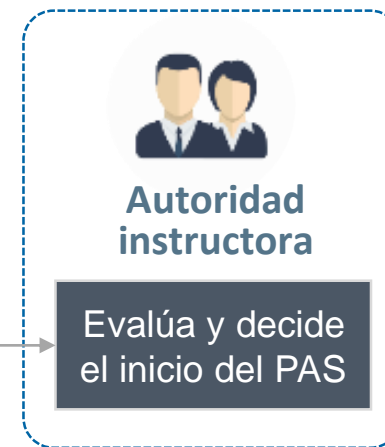 Autoridad
instructora
Evalúa y decide
el inicio del PAS